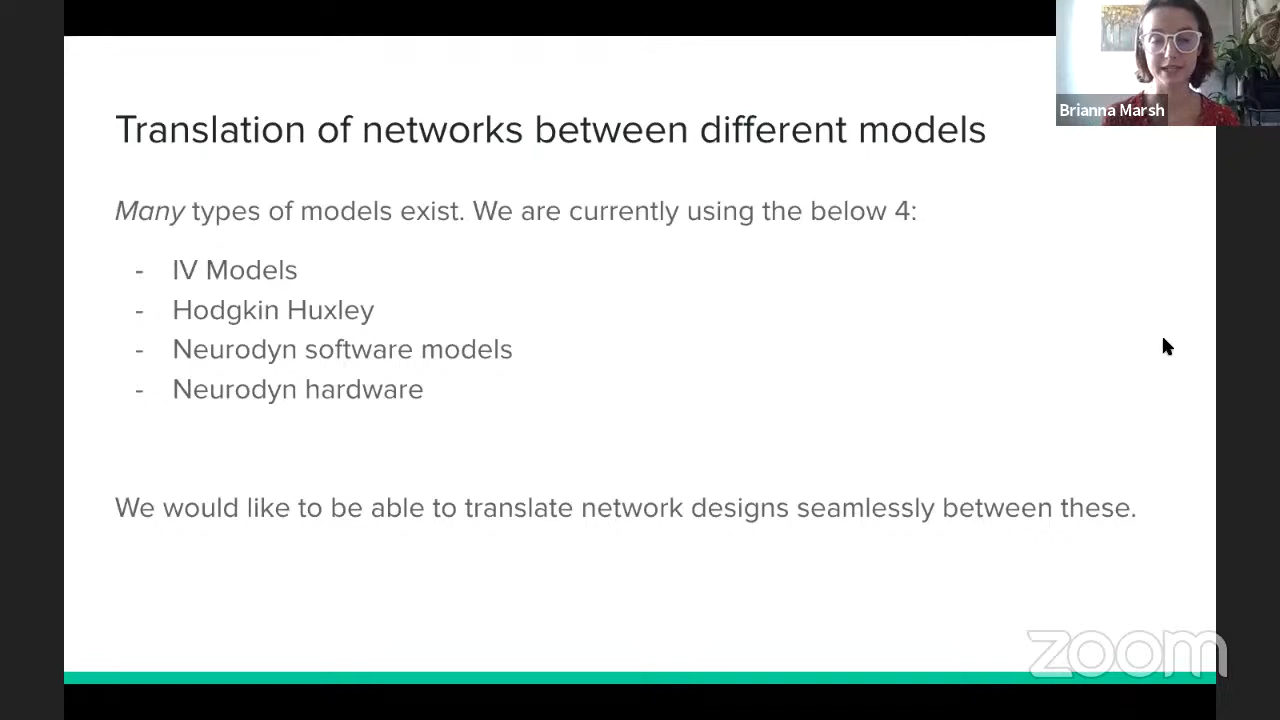 Brianna Marsh
Translation of networks between different models
Many types of models exist. We are currently using the below 4:
- IV Models
- Hodgkin Huxley
- Neurodyn software models
- Neurodyn hardware
We would like to be able to translate network designs seamlessly between these.
zoom